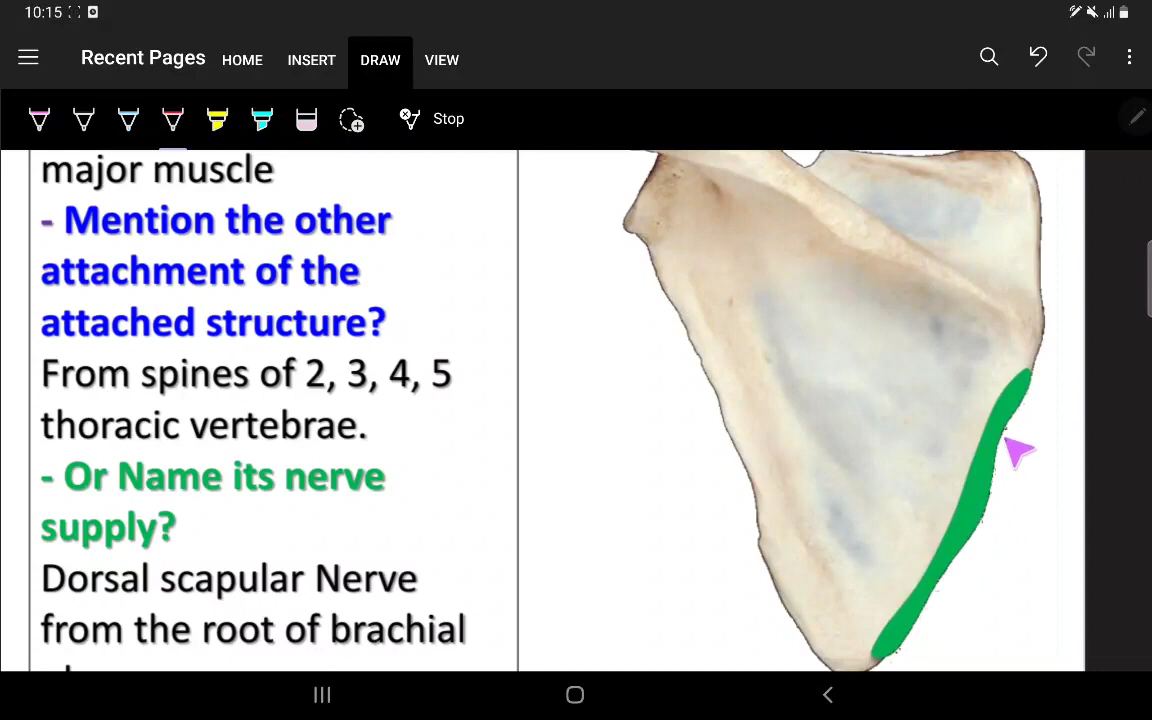 10:15
Recent Pages HOME INSERT DRAW VIEW
Stop
major muscle
- Mention the other
attachment of the
attached structure?
From spines of 2, 3, 4, 5
thoracic vertebrae.
- Or Name its nerve
supply?
Dorsal scapular Nerve
from the root of brachial